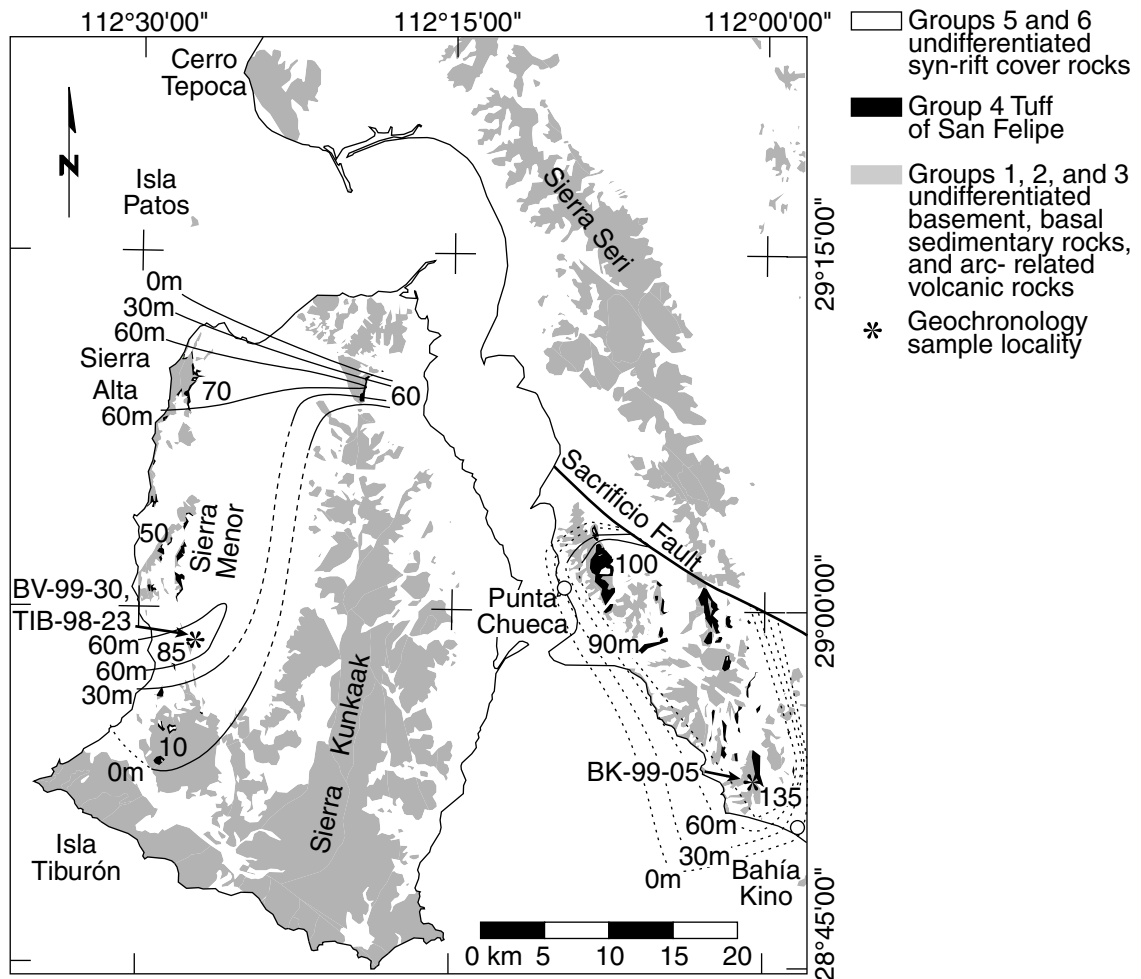 112°30'00"
112°15'00"
112°00'00"
Groups 5 and 6
undifferentiated
syn-rift cover rocks
Group 4 Tuff
of San Felipe
Groups 1, 2, and 3
undifferentiated
basement, basal
sedimentary rocks,
and arc- related
volcanic rocks
* Geochronology
sample locality
Cerro
Tepoca
N
Isla
Patos
Sierra Seri
29°15'00"
0m
30m
60m
Sierra
Alta
70
60m
60
Sacrificio Fault
50
Sierra
Menor
100
BV-99-30,
TIB-98-23
Punta
Chueca
29°00'00"
60m
85
60m
30m
90m
Sierra Kunkaak
10
0m
BK-99-05
135
60m
30m
0m
Bahía
Kino
Isla
Tiburón
0 km 5 10 15 20
28°45'00"